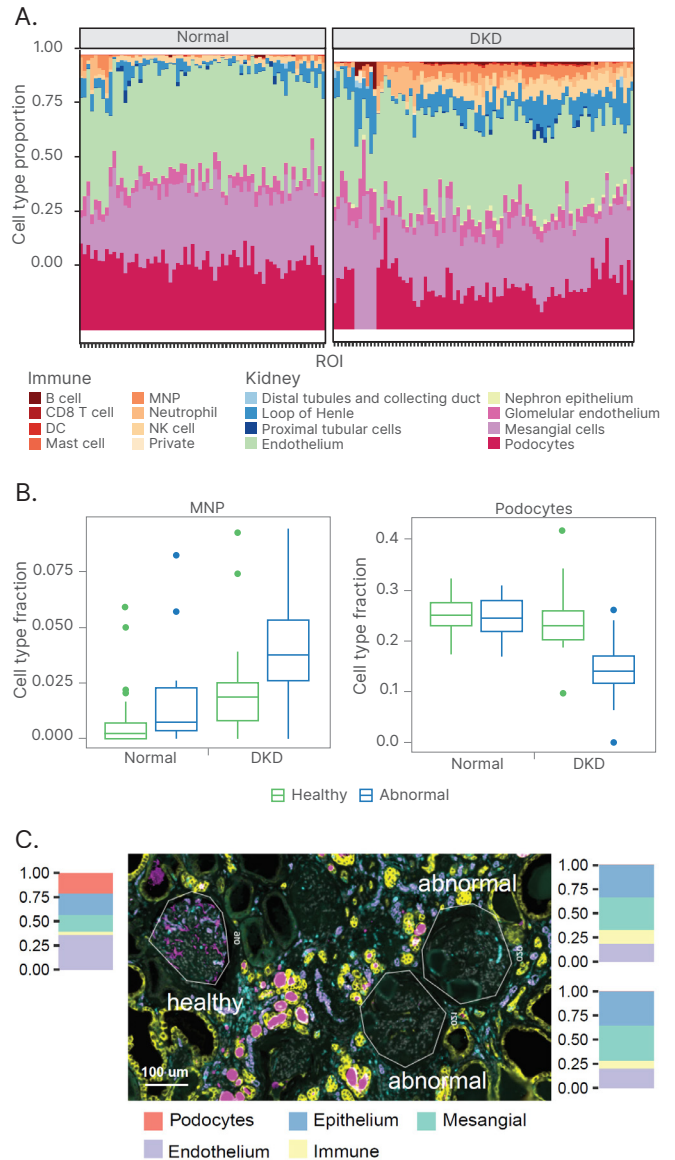 A.
Normal
DKD
1.00
0.75
0.50
0.25
0.00
Cell type proportion
ROI
Immune
B cell
CD8 T cell
DC
Mast cell
MNP
Neutrophil
NK cell
Private
Kidney
Distal tubules and collecting duct
Loop of Henle
Proximal tubular cells
Endothelium
Nephron epithelium
Glomelular endothelium
Mesangial cells
Podocytes
B.
MNP
Cell type fraction
0.075
0.050
0.025
0.000
Normal
DKD
Podocytes
Cell type fraction
0.4
0.3
0.2
0.1
0.0
Normal
DKD
Healthy
Abnormal
C.
1.00
0.75
0.50
0.25
0.00
healthy
abnormal
abnormal
100 um
1.00
0.75
0.50
0.25
0.00
1.00
0.75
0.50
0.25
0.00
Podocytes
Epithelium
Mesangial
Endothelium
Immune